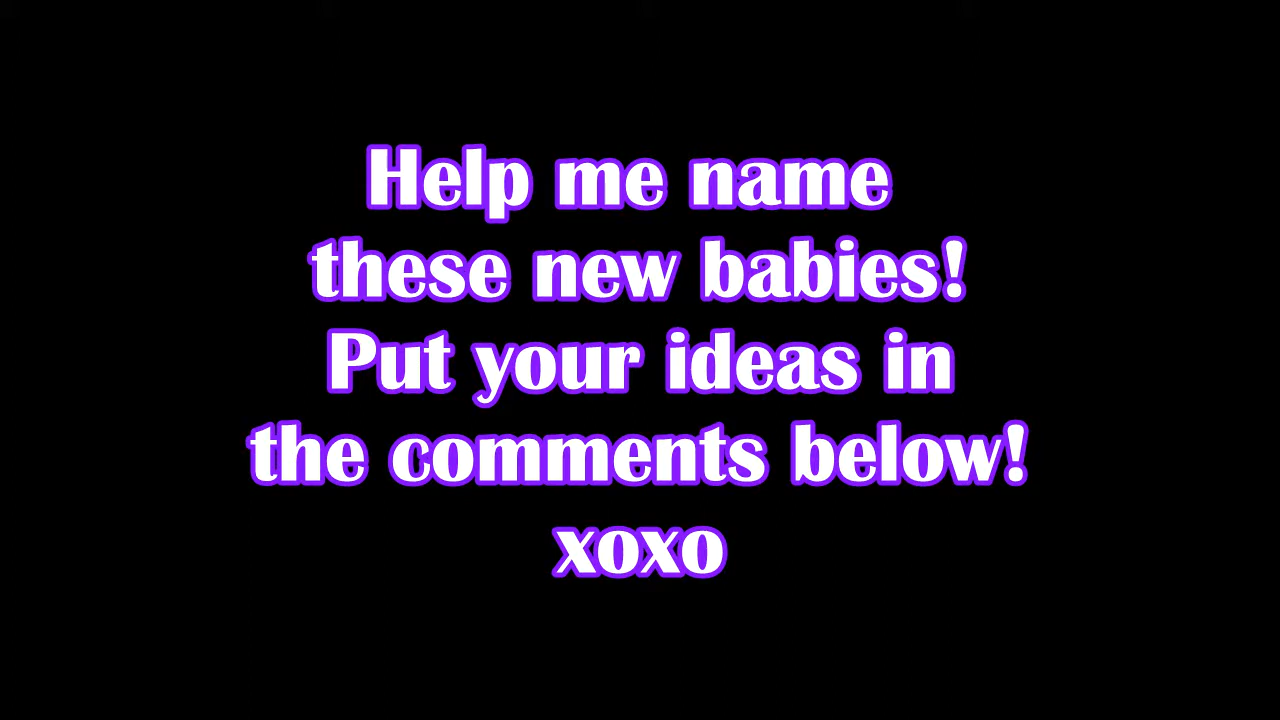 Help me name
these new babies!
Put your ideas in
the comments below!
xoxo